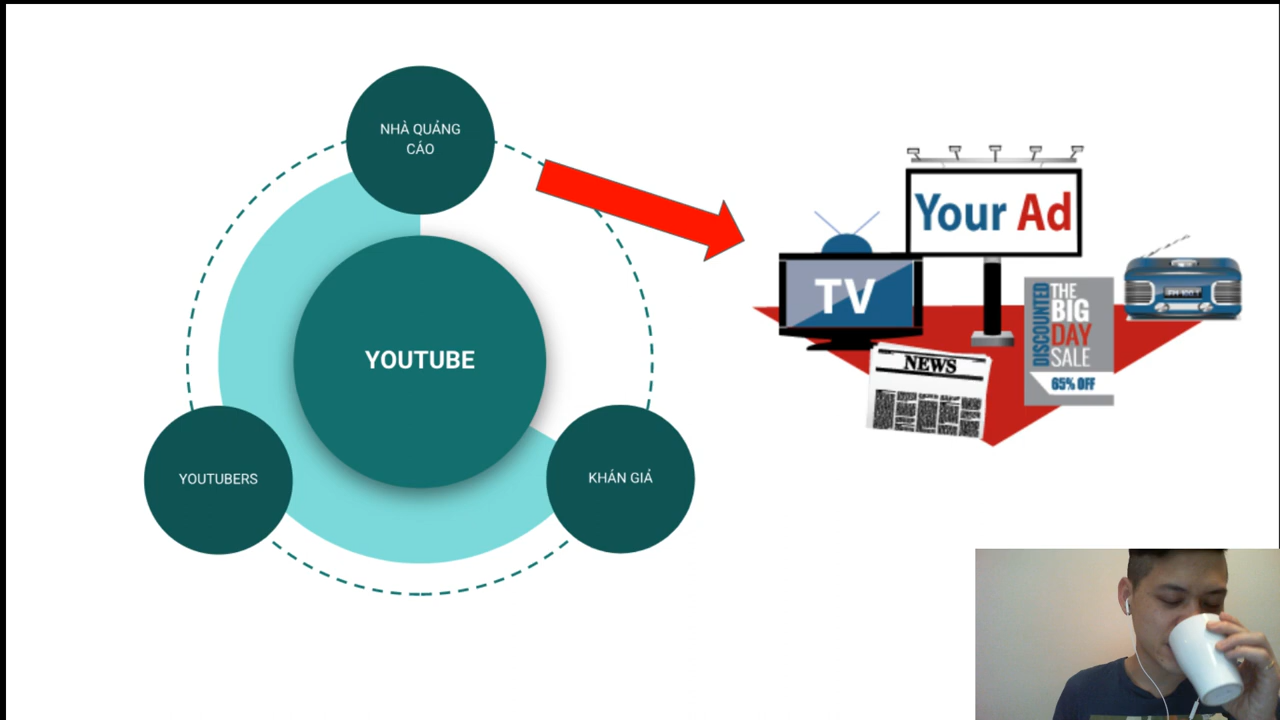 NHÀ QUẢNG
CÁO
YOUTUBE
YOUTUBERS
KHÁN GIẢ
Your Ad
TV
NEWS
DISCOUNTED
THE
BIG
DAY
SALE
65% OFF